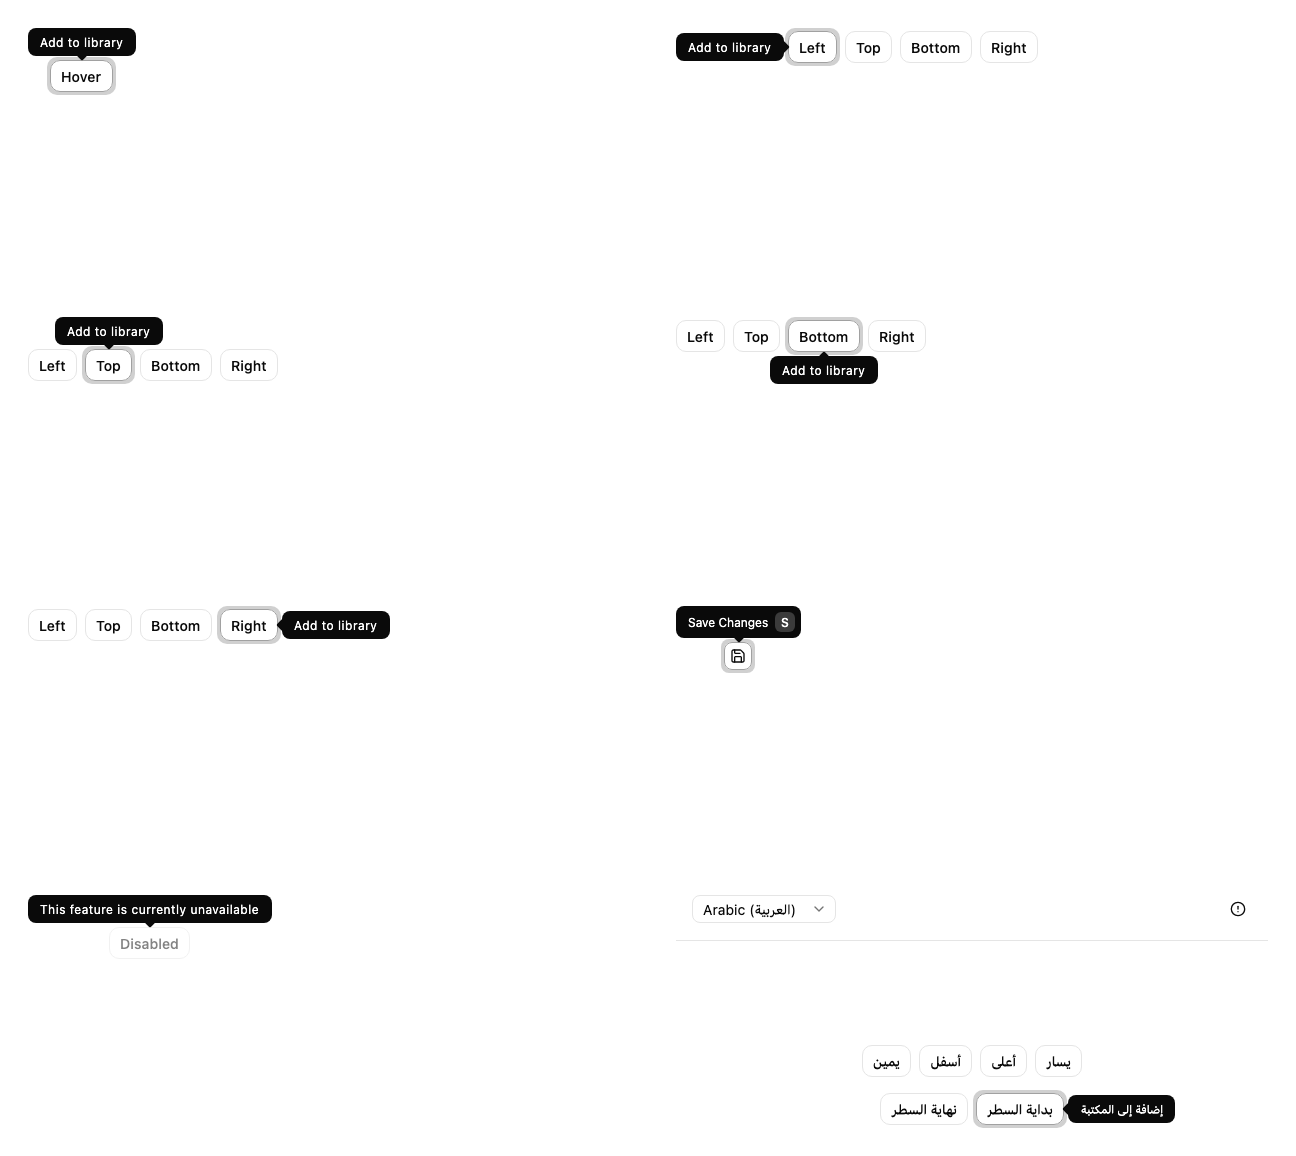 Add to library
Hover
Add to library Left Top Bottom Right
Add to library
Left Top Bottom Right
Left Top Bottom Right
Add to library
Left Top Bottom Right Add to library
Save Changes S
This feature is currently unavailable
Disabled
Arabic (العربية)
يسار أعلى أسفل يمين
إضافة إلى المكتبة بداية السطر نهاية السطر